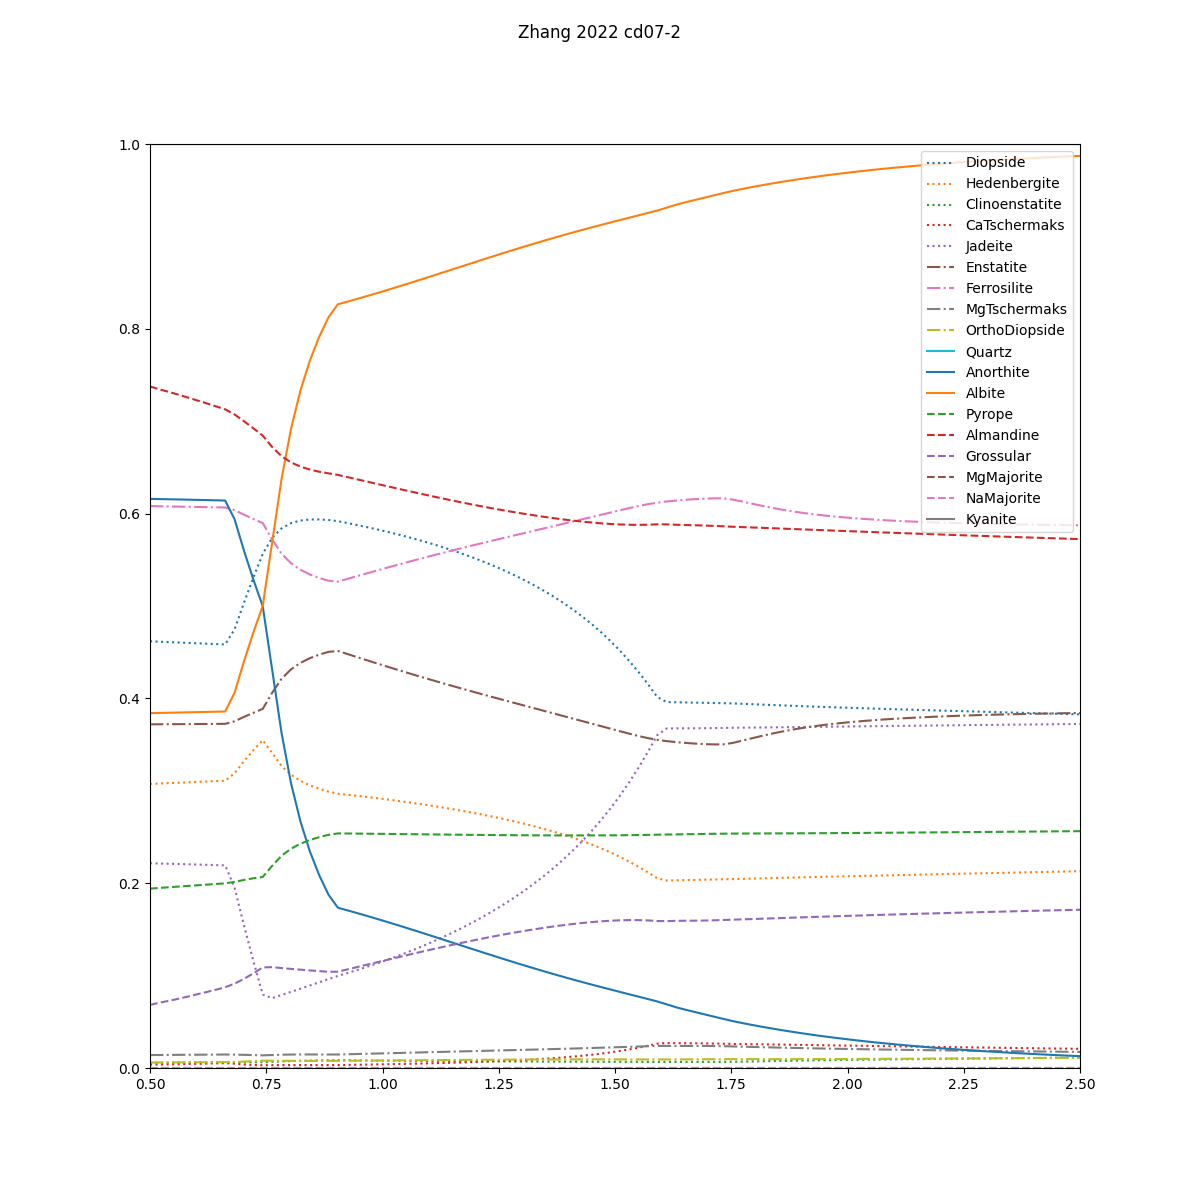 Zhang 2022 cd07-2
1.0
0.8
0.6
0.4
0.2
0.0
0.50
0.75
1.00
1.25
1.50
1.75
2.00
2.25
2.50
Diopside
Hedenbergite
Clinoenstatite
CaTschermaks
Jadeite
Enstatite
Ferrosilite
MgTschermaks
OrthoDiopside
Quartz
Anorthite
Albite
Pyrope
Almandine
Grossular
MgMajorite
NaMajorite
Kyanite